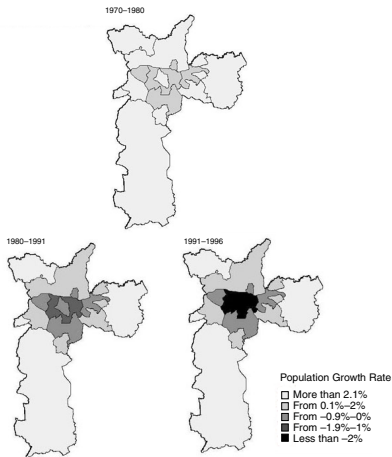 1970–1980
1980–1991
1991–1996
Population Growth Rate
More than 2.1%
From 0.1%–2%
From –0.9%–0%
From –1.9%–1%
Less than –2%